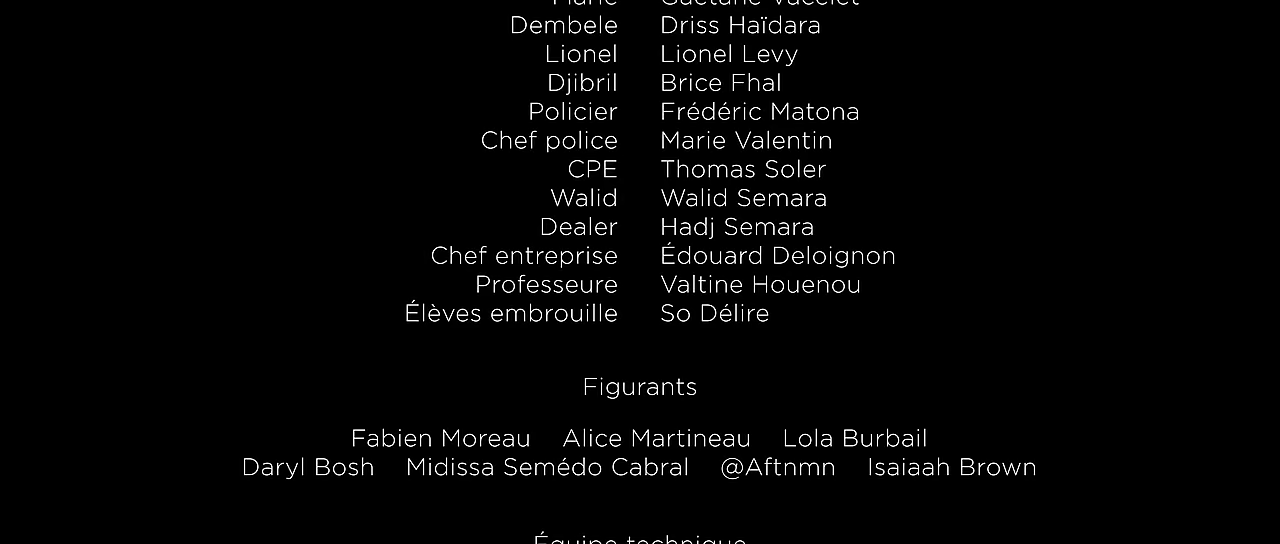 Dembele Driss Haïdara
Lionel Lionel Levy
Djibril Brice Fhal
Policier Frédéric Matona
Chef police Marie Valentin
CPE Thomas Soler
Walid Walid Semara
Dealer Hadj Semara
Chef entreprise Édouard Deloignon
Professeure Valtine Houenou
Élèves embrouille So Délire
Figurants
Fabien Moreau Alice Martineau Lola Burbail
Daryl Bosh Midissa Semédo Cabral @Aftnmn Isaiaah Brown
Équipe technique